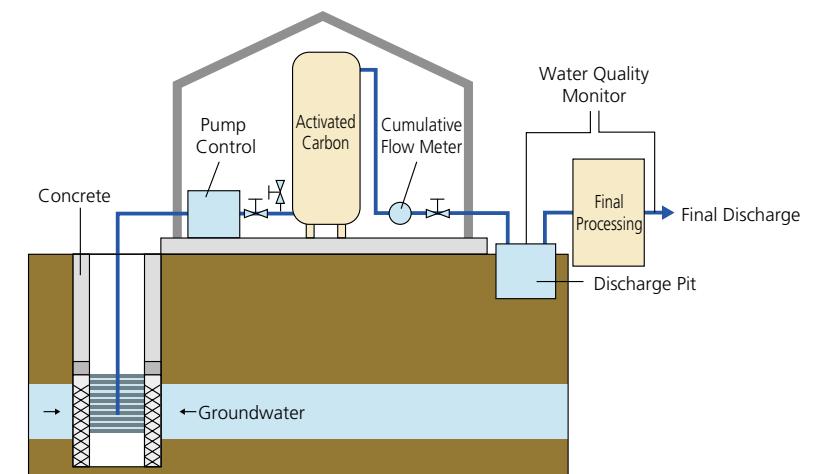 Water Quality
Monitor
Pump
Control
Activated
Carbon
Cumulative
Flow Meter
Concrete
Final
Processing
Final Discharge
Discharge Pit
Groundwater